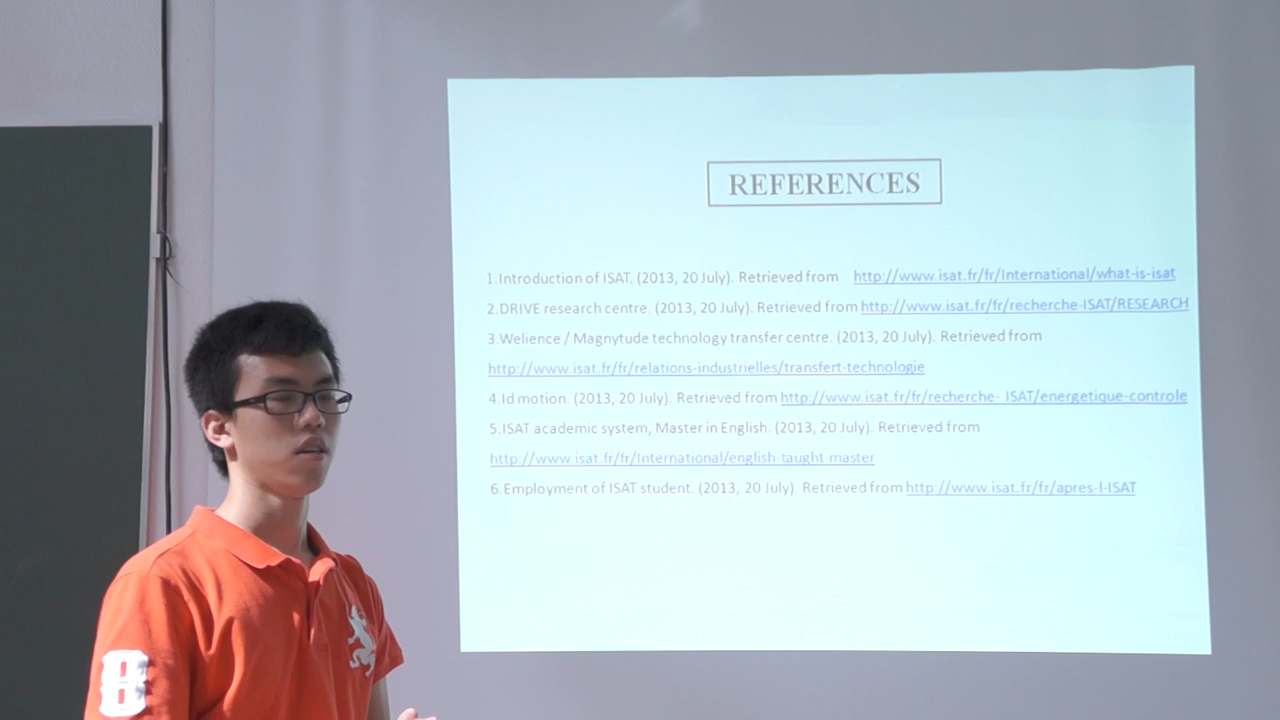 REFERENCES
1.Introduction of ISAT. (2013, 20 July). Retrieved from http://www.isat.fr/fr/International/what-is-isat
2.DRIVE research centre. (2013, 20 July). Retrieved from http://www.isat.fr/fr/recherche-ISAT/RESEARCH
3.Welience / Magnytude technology transfer centre. (2013, 20 July). Retrieved from
http://www.isat.fr/fr/relations-industrielles/transfert-technologie
4.Id motion. (2013, 20 July). Retrieved from http://www.isat.fr/fr/recherche- ISAT/energetique-controle
5.ISAT academic system, Master in English. (2013, 20 July). Retrieved from
http://www.isat.fr/fr/International/english-taught-master
6.Employment of ISAT student. (2013, 20 July). Retrieved from http://www.isat.fr/fr/apres-l-ISAT
8